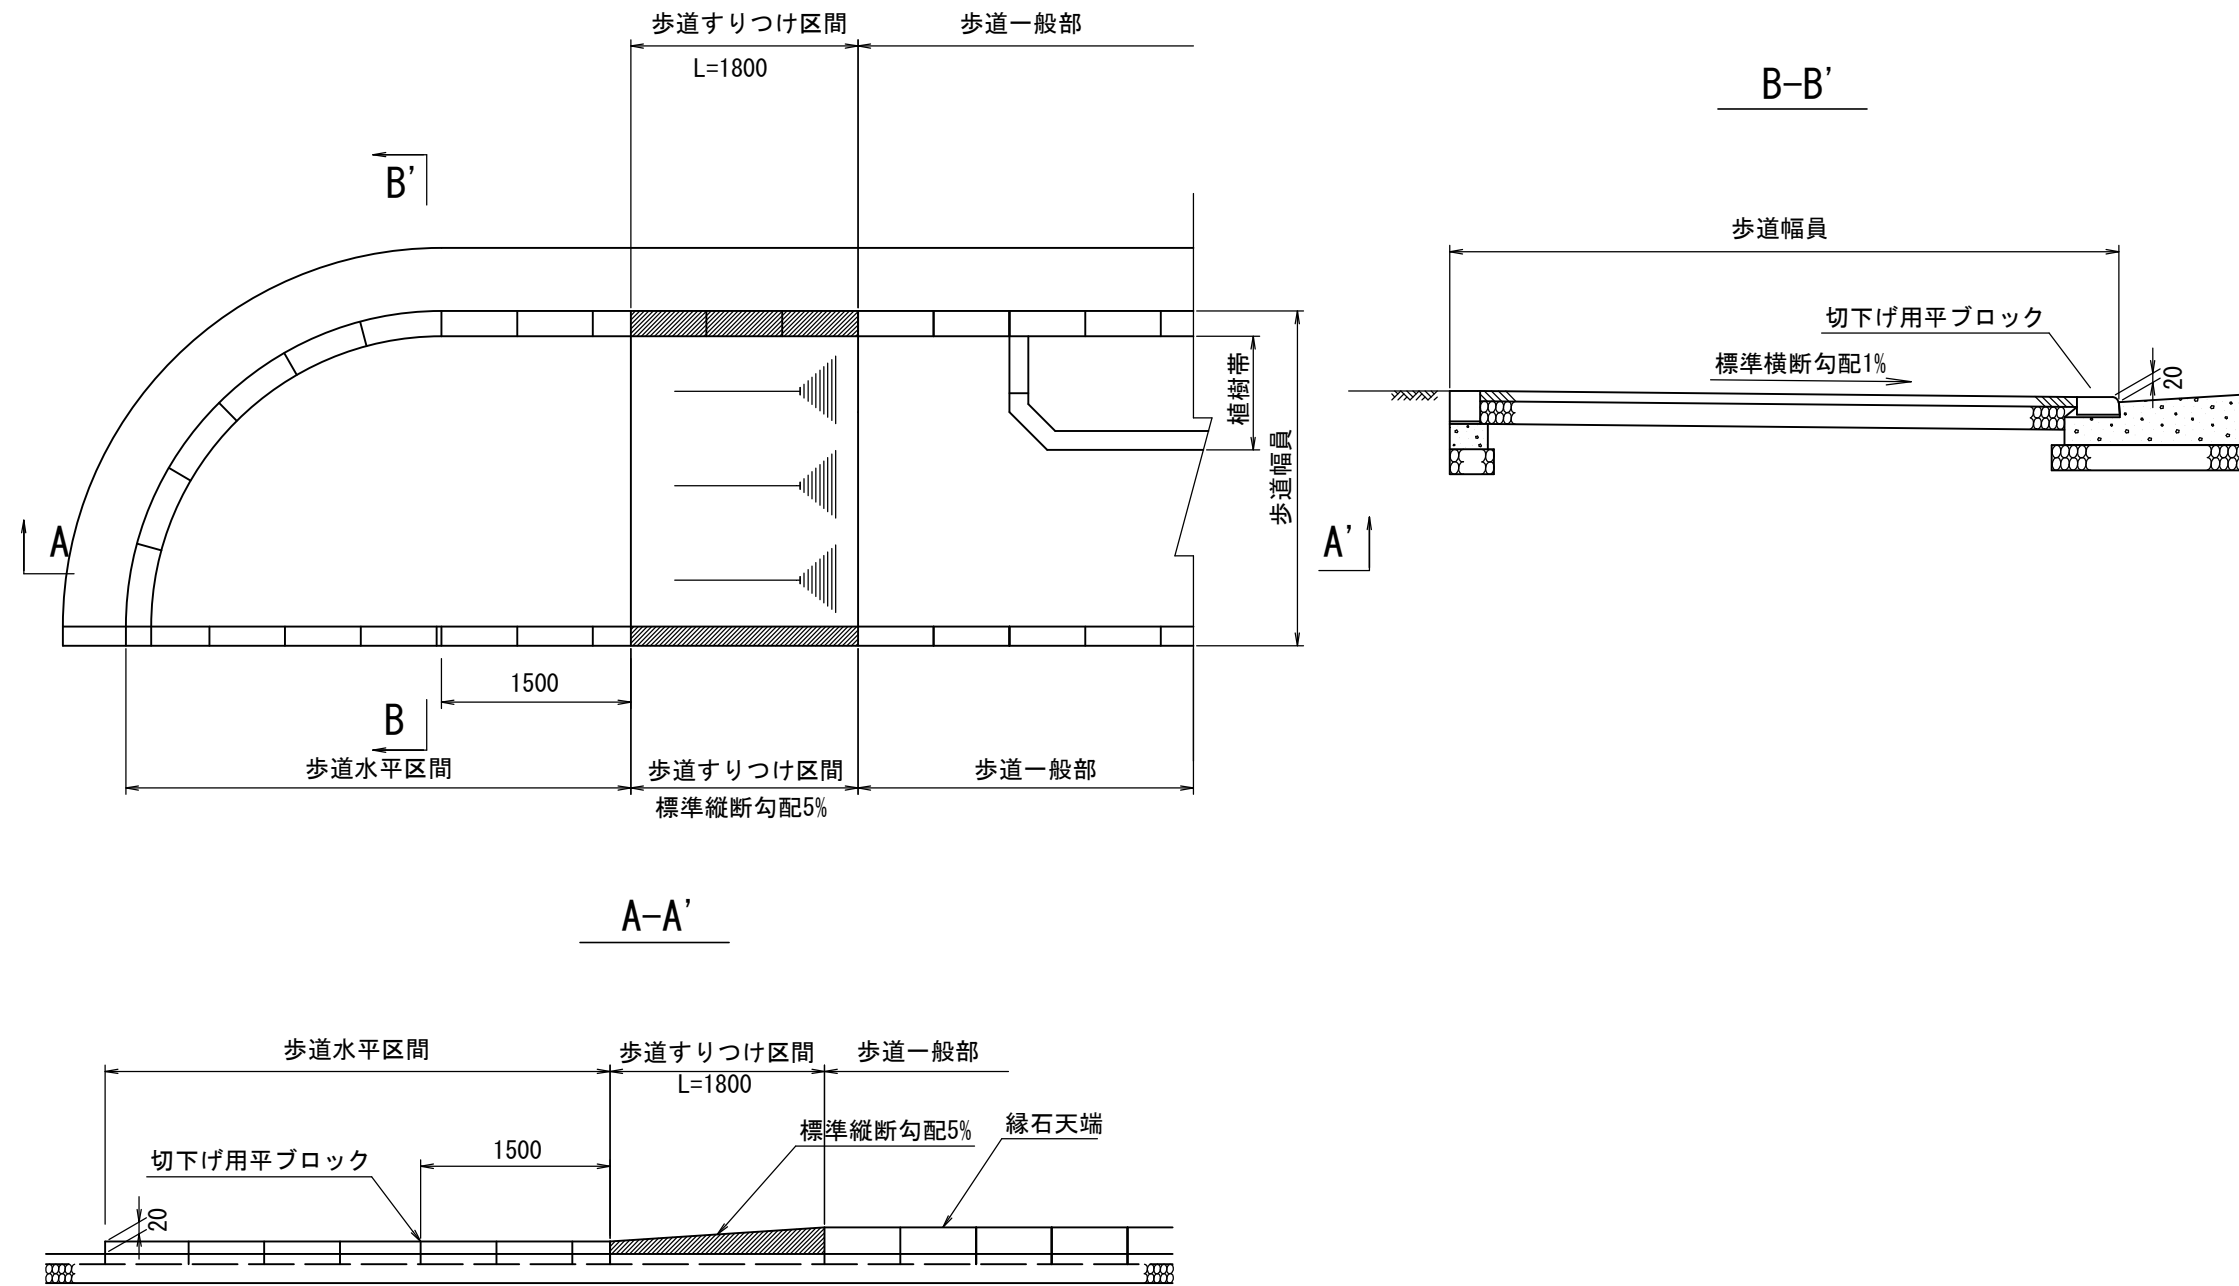 歩道すりつけ区間
歩道一般部
L=1800
B-B'
B'
歩道幅員
切下げ用平ブロック
標準横断勾配1%
20
植樹帯
歩道幅員
A
A'
1500
B
歩道水平区間
歩道すりつけ区間
歩道一般部
標準縦断勾配5%
A-A'
歩道水平区間
歩道すりつけ区間
歩道一般部
L=1800
標準縦断勾配5%
縁石天端
1500
切下げ用平ブロック
20